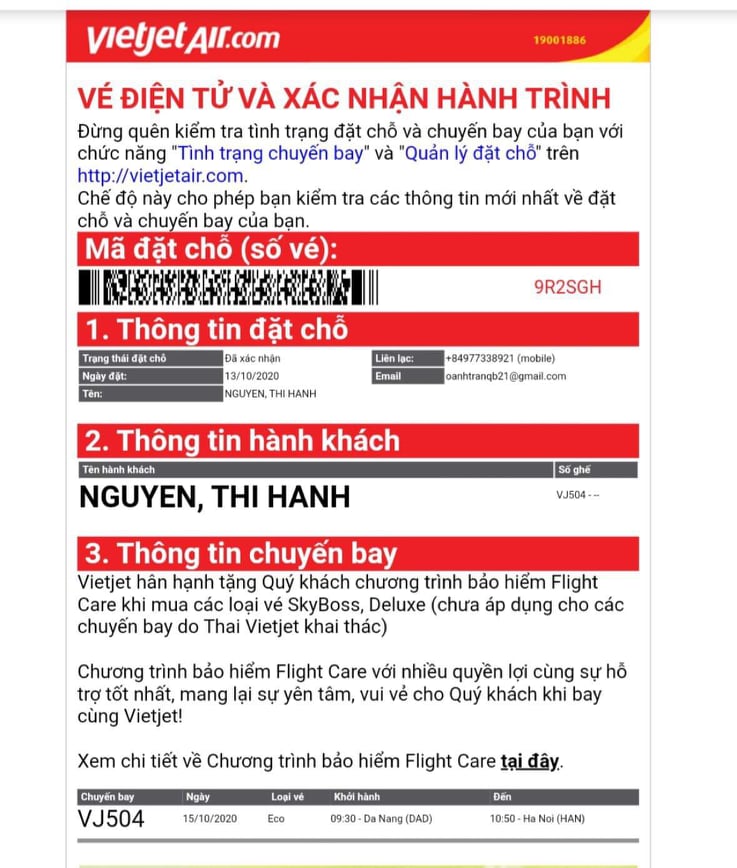 vietjetAir.com
19001886
VÉ ĐIỆN TỬ VÀ XÁC NHẬN HÀNH TRÌNH
Đừng quên kiểm tra tình trạng đặt chỗ và chuyến bay của bạn với
chức năng "Tình trạng chuyến bay" và "Quản lý đặt chỗ" trên
http://vietjetair.com.
Chế độ này cho phép bạn kiểm tra các thông tin mới nhất về đặt
chỗ và chuyến bay của bạn.
Mã đặt chỗ (số vé):
9R2SGH
1. Thông tin đặt chỗ
Trạng thái đặt chỗ Đã xác nhận Liên lạc: +84977338921 (mobile)
Ngày đặt: 13/10/2020 Email oanhtranqb21@gmail.com
Tên: NGUYEN, THI HANH
2. Thông tin hành khách
Tên hành khách Số ghế
NGUYEN, THI HANH VJ504 - --
3. Thông tin chuyến bay
Vietjet hân hạnh tặng Quý khách chương trình bảo hiểm Flight
Care khi mua các loại vé SkyBoss, Deluxe (chưa áp dụng cho các
chuyến bay do Thai Vietjet khai thác)
Chương trình bảo hiểm Flight Care với nhiều quyền lợi cùng sự hỗ
trợ tốt nhất, mang lại sự yên tâm, vui vẻ cho Quý khách khi bay
cùng Vietjet!
Xem chi tiết về Chương trình bảo hiểm Flight Care tại đây.
Chuyến bay Ngày Loại vé Khởi hành Đến
VJ504 15/10/2020 Eco 09:30 - Da Nang (DAD) 10:50 - Ha Noi (HAN)